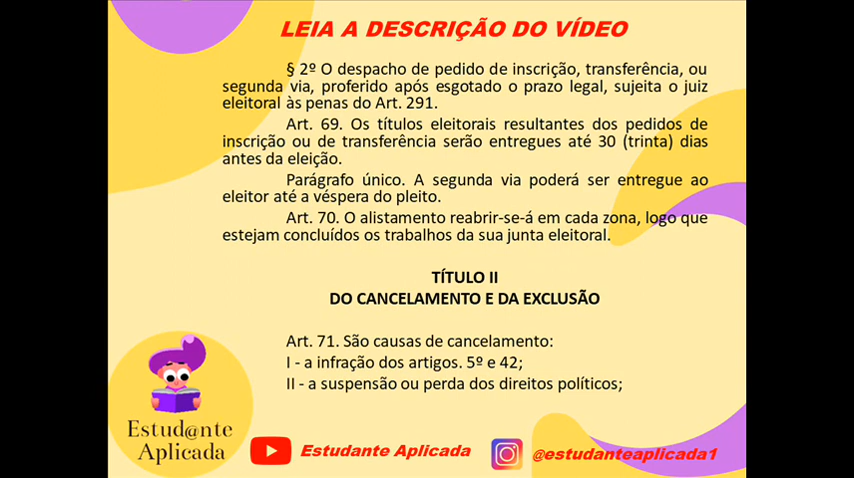 LEIA A DESCRIÇÃO DO VÍDEO
§ 2º O despacho de pedido de inscrição, transferência, ou
segunda via, proferido após esgotado o prazo legal, sujeita o juiz
eleitoral às penas do Art. 291.
Art. 69. Os títulos eleitorais resultantes dos pedidos de
inscrição ou de transferência serão entregues até 30 (trinta) dias
antes da eleição.
Parágrafo único. A segunda via poderá ser entregue ao
eleitor até a véspera do pleito.
Art. 70. O alistamento reabrir-se-á em cada zona, logo que
estejam concluídos os trabalhos da sua junta eleitoral.
TÍTULO II
DO CANCELAMENTO E DA EXCLUSÃO
Art. 71. São causas de cancelamento:
I - a infração dos artigos. 5º e 42;
II - a suspensão ou perda dos direitos políticos;
Estud@nte
Aplicada
Estudante Aplicada
@estudanteaplicada1